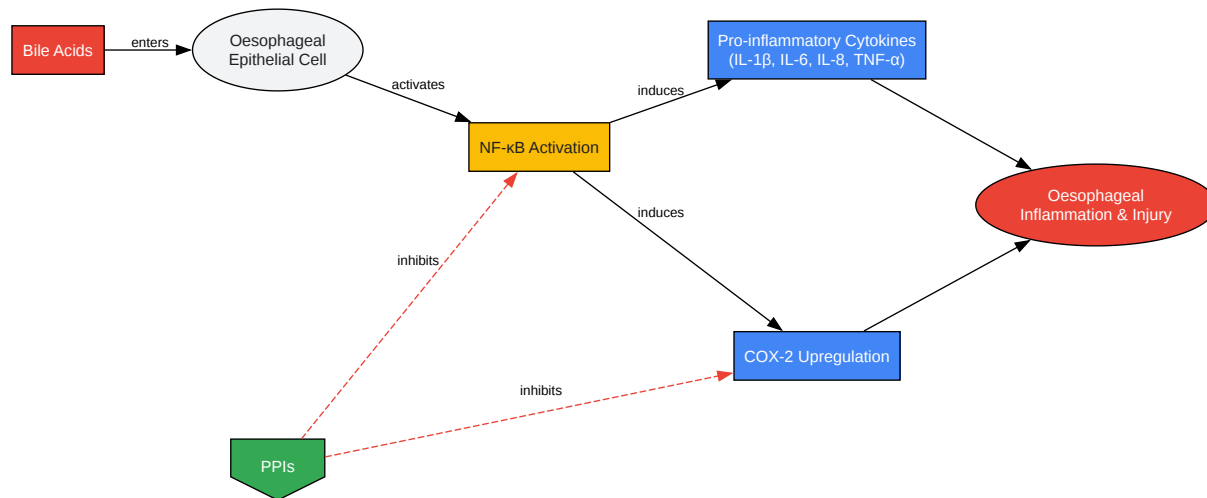 Bile Acids
enters
Oesophageal
Epithelial Cell
activates
NF-κB Activation
induces
Pro-inflammatory Cytokines
(IL-1β, IL-6, IL-8, TNF-α)
induces
Oesophageal
Inflammation & Injury
inhibits
COX-2 Upregulation
inhibits
PPIs